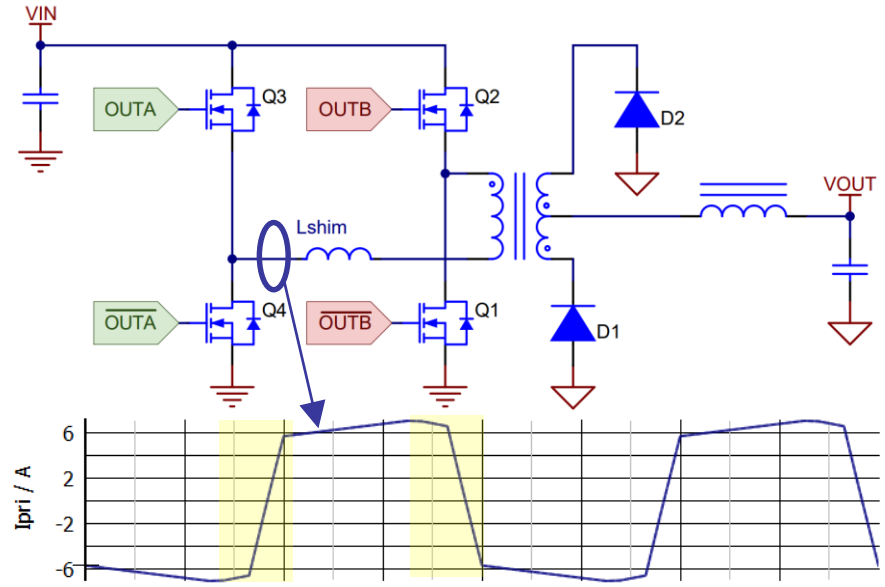 VIN
OUTA
Q3
OUTB
Q2
D2
VOUT
Lshim
OUTA
Q4
OUTB
Q1
D1
Ipri / A
6
2
-2
-6